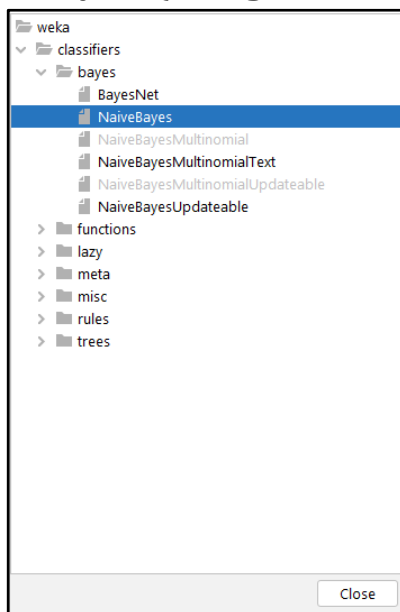 weka
classifiers
bayes
BayesNet
NaiveBayes
NaiveBayesMultinomial
NaiveBayesMultinomialText
NaiveBayesMultinomialUpdateable
NaiveBayesUpdateable
functions
lazy
meta
misc
rules
trees
Close